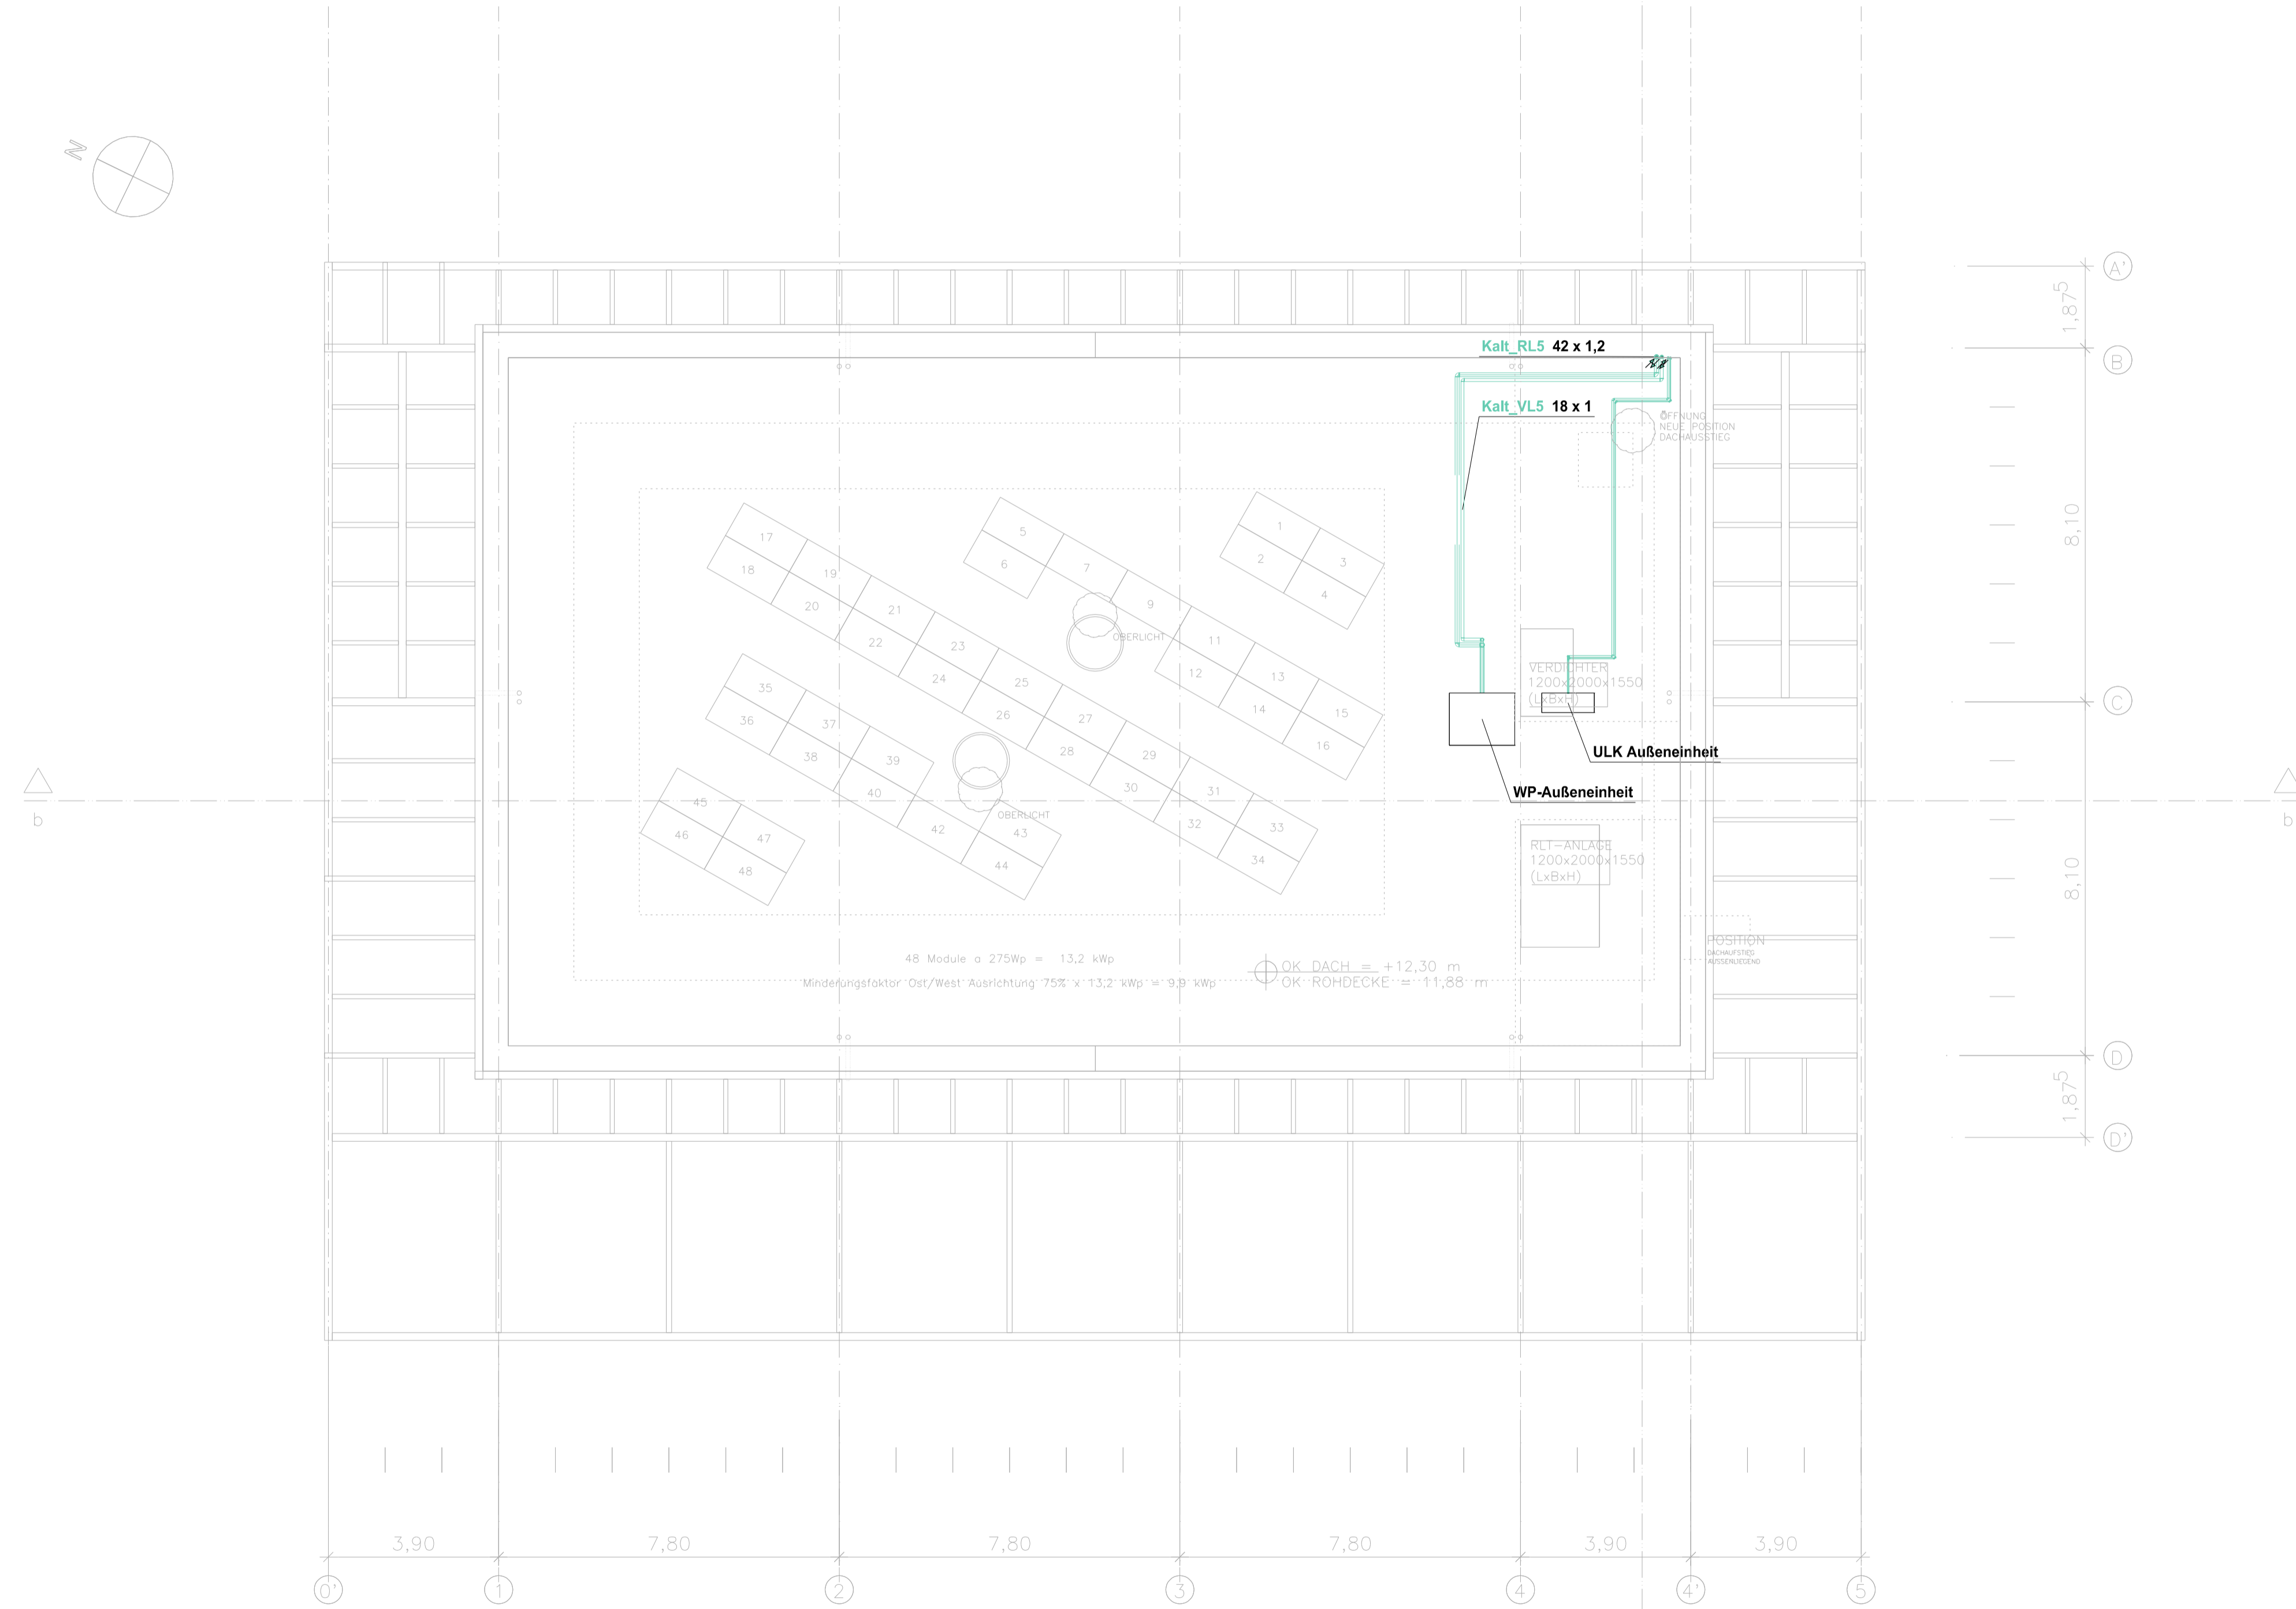 N
A'
1,875
B
8,10
C
8,10
D
1,875
D'
Kalt_RL5 42 x 1,2
Kalt_VL5 18 x 1
ÖFFNUNG
NEUE POSITION
DACHAUSSTIEG
1
2
3
4
5
6
7
9
11
12
13
14
15
16
17
18
19
20
21
22
23
24
25
26
27
28
29
30
31
32
33
34
35
36
37
38
39
40
42
43
44
45
46
47
48
OBERLICHT
OBERLICHT
VERDICHTER
1200x2000x1550
(LxBxH)
ULK Außeneinheit
WP-Außeneinheit
b
b
RLT-ANLAGE
1200x2000x1550
(LxBxH)
POSITION
DACHAUFSTIEG
AUSSENLIEGEND
48 Module a 275Wp = 13,2 kWp
Minderungsfaktor Ost/West Ausrichtung 75% x 13,2 kWp = 9,9 kWp
OK DACH = +12,30 m
OK ROHDECKE = 11,88 m
3,90
7,80
7,80
7,80
3,90
3,90
0'
1
2
3
4
4'
5